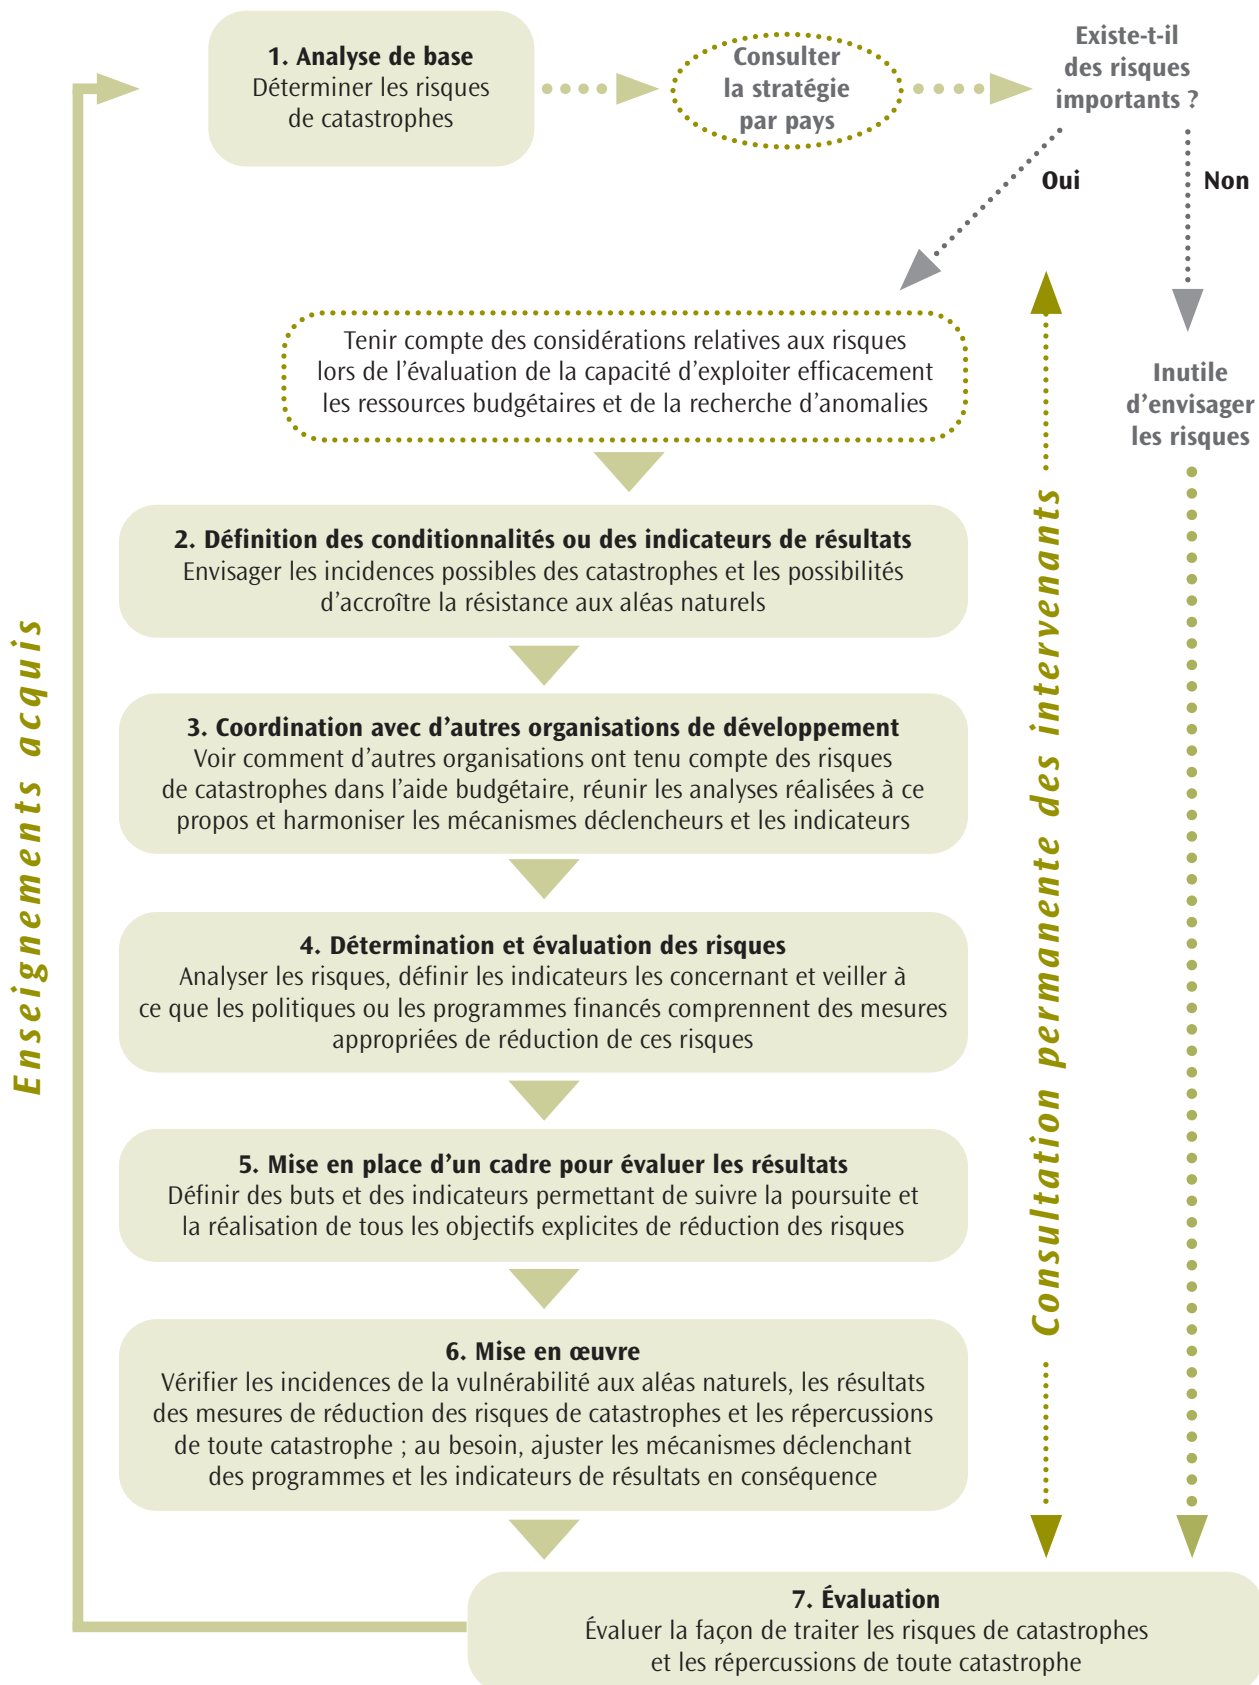 1. Analyse de base
Déterminer les risques
de catastrophes
Consulter
la stratégie
par pays
Existe-t-il
des risques
importants ?
Oui
Non
Tenir compte des considérations relatives aux risques
lors de l’évaluation de la capacité d’exploiter efficacement
les ressources budgétaires et de la recherche d’anomalies
Inutile
d’envisager
les risques
2. Définition des conditionnalités ou des indicateurs de résultats
Envisager les incidences possibles des catastrophes et les possibilités
d’accroître la résistance aux aléas naturels
3. Coordination avec d’autres organisations de développement
Voir comment d’autres organisations ont tenu compte des risques
de catastrophes dans l’aide budgétaire, réunir les analyses réalisées à ce
propos et harmoniser les mécanismes déclencheurs et les indicateurs
4. Détermination et évaluation des risques
Analyser les risques, définir les indicateurs les concernant et veiller à
ce que les politiques ou les programmes financés comprennent des mesures
appropriées de réduction de ces risques
5. Mise en place d’un cadre pour évaluer les résultats
Définir des buts et des indicateurs permettant de suivre la poursuite et
la réalisation de tous les objectifs explicites de réduction des risques
6. Mise en œuvre
Vérifier les incidences de la vulnérabilité aux aléas naturels, les résultats
des mesures de réduction des risques de catastrophes et les répercussions
de toute catastrophe ; au besoin, ajuster les mécanismes déclenchant
des programmes et les indicateurs de résultats en conséquence
7. Évaluation
Évaluer la façon de traiter les risques de catastrophes
et les répercussions de toute catastrophe
Enseignements acquis
Consultation permanente des intervenants